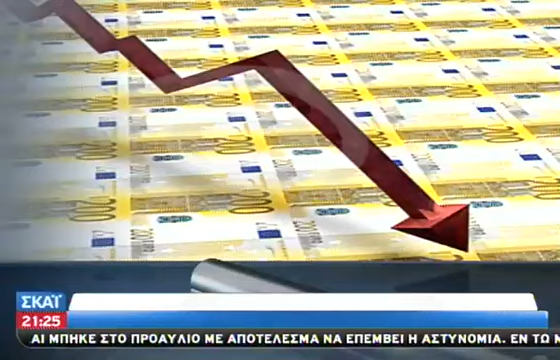 ΣΚΑΪ
21:25
ΑΙ ΜΠΗΚΕ ΣΤΟ ΠΡΟΑΥΛΙΟ ΜΕ ΑΠΟΤΕΛΕΣΜΑ ΝΑ ΕΠΕΜΒΕΙ Η ΑΣΤΥΝΟΜΙΑ. ΕΝ ΤΩ